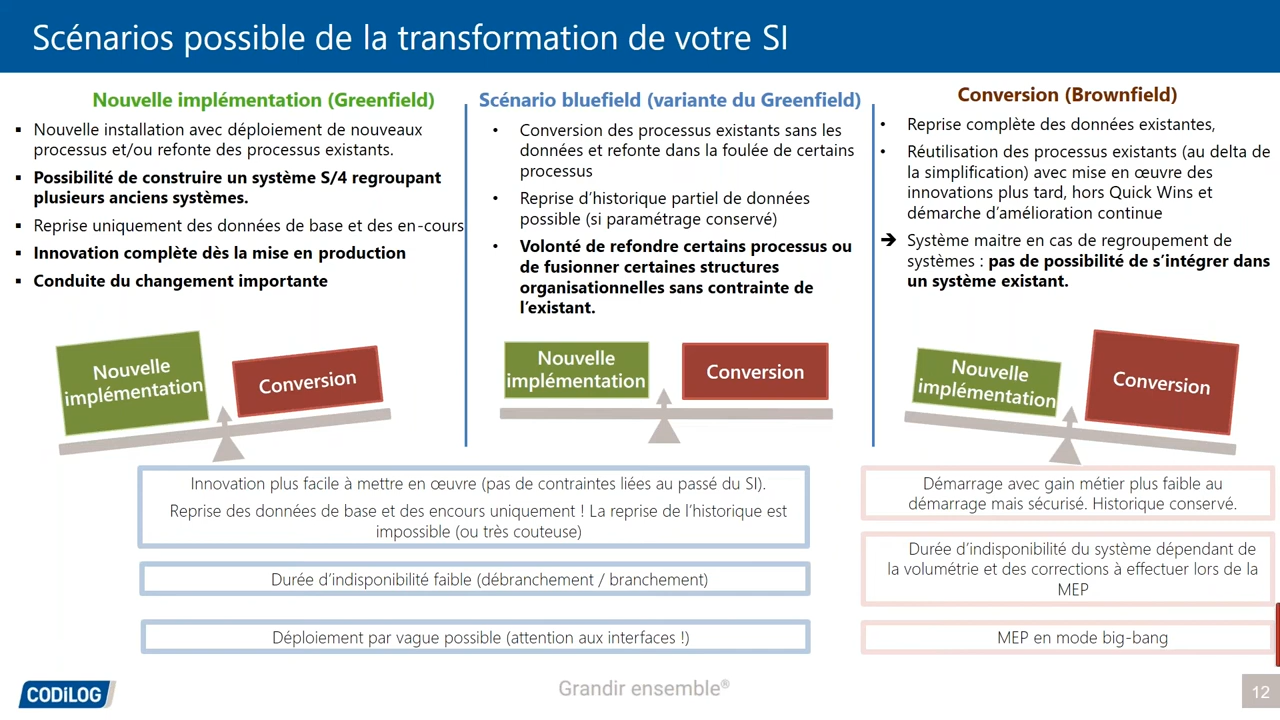 Scénarios possible de la transformation de votre SI
Nouvelle implémentation (Greenfield)
▪ Nouvelle installation avec déploiement de nouveaux
processus et/ou refonte des processus existants.
▪ Possibilité de construire un système S/4 regroupant
plusieurs anciens systèmes.
▪ Reprise uniquement des données de base et des en-cours
▪ Innovation complète dès la mise en production
▪ Conduite du changement importante
Nouvelle
implémentation
Conversion
Scénario bluefield (variante du Greenfield)
• Conversion des processus existants sans les
données et refonte dans la foulée de certains
processus
• Reprise d’historique partiel de données
possible (si paramétrage conservé)
• Volonté de refondre certains processus ou
de fusionner certaines structures
organisationnelles sans contrainte de
l’existant.
Nouvelle
implémentation
Conversion
Conversion (Brownfield)
• Reprise complète des données existantes,
• Réutilisation des processus existants (au delta de
la simplification) avec mise en œuvre des
innovations plus tard, hors Quick Wins et
démarche d’amélioration continue
➔ Système maitre en cas de regroupement de
systèmes : pas de possibilité de s’intégrer dans
un système existant.
Nouvelle
implémentation
Conversion
Innovation plus facile à mettre en œuvre (pas de contraintes liées au passé du SI).
Reprise des données de base et des encours uniquement ! La reprise de l’historique est
impossible (ou très couteuse)
Durée d’indisponibilité faible (débranchement / branchement)
Déploiement par vague possible (attention aux interfaces !)
Démarrage avec gain métier plus faible au
démarrage mais sécurisé. Historique conservé.
Durée d’indisponibilité du système dépendant de
la volumétrie et des corrections à effectuer lors de la
MEP
MEP en mode big-bang
CODiLOG
Grandir ensemble®
12